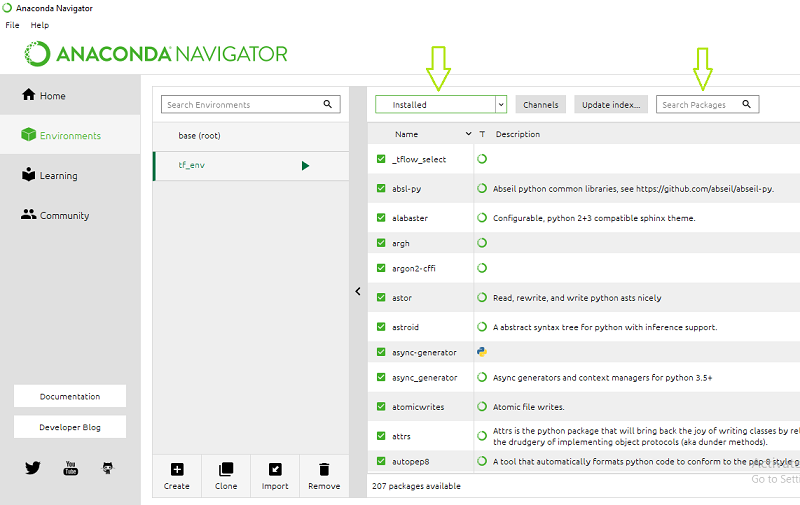 Anaconda Navigator
File Help
ANACONDA NAVIGATOR
Home
Environments
Learning
Community
Documentation
Developer Blog
You
Tube
Search Environments
base (root)
tf_env
Create Clone Import Remove
Installed Channels Update index... Search Packages
Name T Description
_tflow_select
absl-py Abseil python common libraries, see https://github.com/abseil/abseil-py.
alabaster Configurable, python 2+3 compatible sphinx theme.
argh
argon2-cffi
astor Read, rewrite, and write python asts nicely
astroid A abstract syntax tree for python with inference support.
async-generator
async_generator Async generators and context managers for python 3.5+
atomicwrites Atomic file writes.
attrs Attrs is the python package that will bring back the joy of writing classes by rel
the drudgery of implementing object protocols (aka dunder methods).
autopep8 A tool that automatically formats python code to conform to the pep 8 style g
207 packages available
Go to Setti